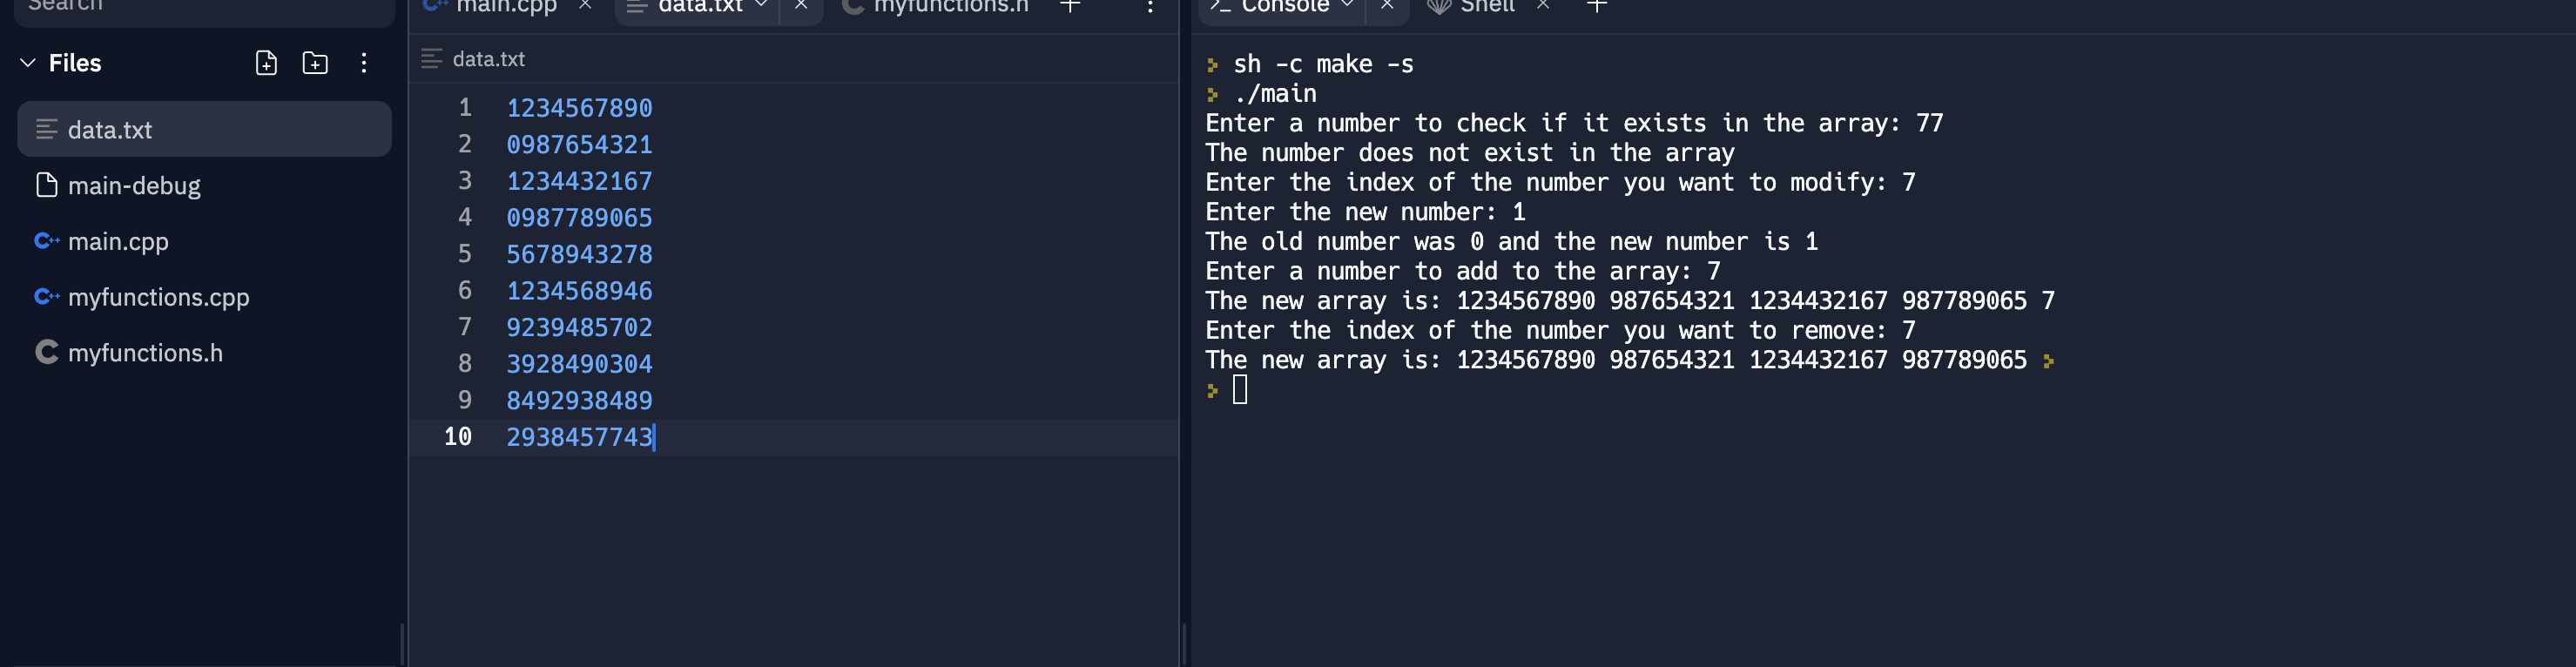 Search
Files
data.txt
main-debug
main.cpp
myfunctions.cpp
myfunctions.h
main.cpp
data.txt
myfunctions.h
data.txt
1 1234567890
2 0987654321
3 1234432167
4 0987789065
5 5678943278
6 1234568946
7 9239485702
8 3928490304
9 8492938489
10 2938457743
>_ Console
Shell
sh -c make -s
./main
Enter a number to check if it exists in the array: 77
The number does not exist in the array
Enter the index of the number you want to modify: 7
Enter the new number: 1
The old number was 0 and the new number is 1
Enter a number to add to the array: 7
The new array is: 1234567890 987654321 1234432167 987789065 7
Enter the index of the number you want to remove: 7
The new array is: 1234567890 987654321 1234432167 987789065